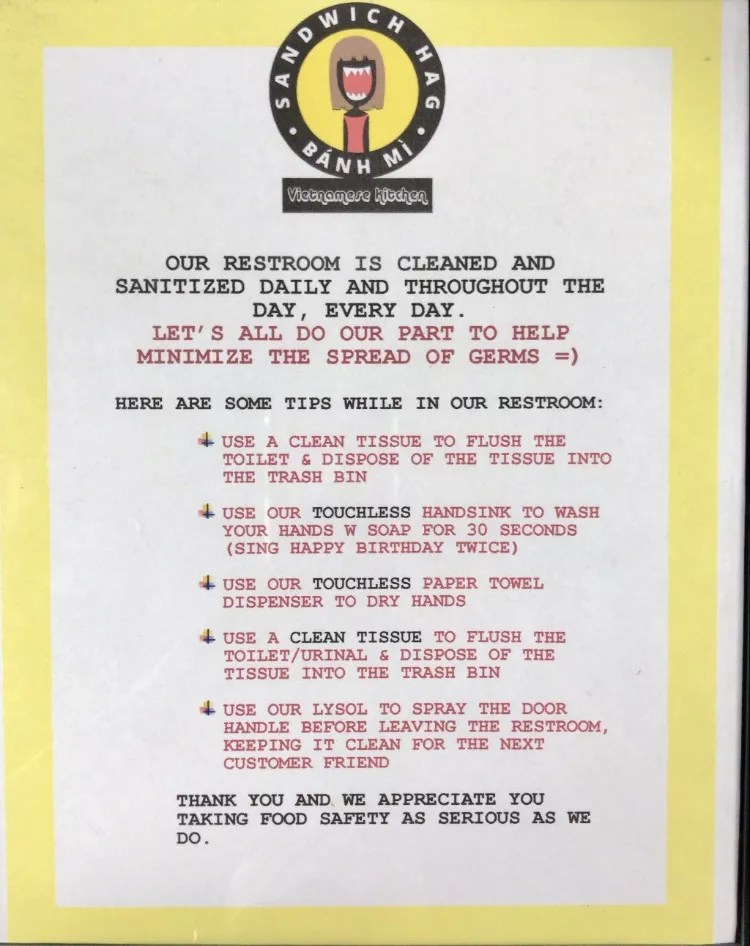 SANDWICH HAG
BÁNH MÌ
Vietnamese Kitchen
OUR RESTROOM IS CLEANED AND
SANITIZED DAILY AND THROUGHOUT THE
DAY, EVERY DAY.
LET'S ALL DO OUR PART TO HELP
MINIMIZE THE SPREAD OF GERMS =)
HERE ARE SOME TIPS WHILE IN OUR RESTROOM:
USE A CLEAN TISSUE TO FLUSH THE
TOILET & DISPOSE OF THE TISSUE INTO
THE TRASH BIN
USE OUR TOUCHLESS HANDSINK TO WASH
YOUR HANDS W SOAP FOR 30 SECONDS
(SING HAPPY BIRTHDAY TWICE)
USE OUR TOUCHLESS PAPER TOWEL
DISPENSER TO DRY HANDS
USE A CLEAN TISSUE TO FLUSH THE
TOILET/URINAL & DISPOSE OF THE
TISSUE INTO THE TRASH BIN
USE OUR LYSOL TO SPRAY THE DOOR
HANDLE BEFORE LEAVING THE RESTROOM,
KEEPING IT CLEAN FOR THE NEXT
CUSTOMER FRIEND
THANK YOU AND WE APPRECIATE YOU
TAKING FOOD SAFETY AS SERIOUS AS WE
DO.